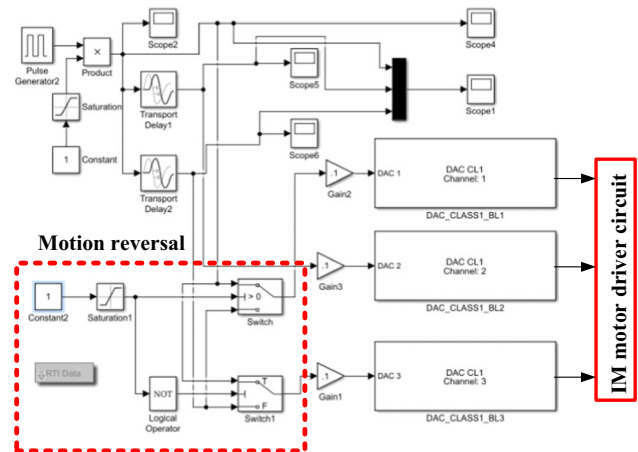 Scope2
Scope4
Pulse
Generator2
×
Product
Scope5
Scope1
Saturation
Transport
Delay1
1
Constant
Scope6
Transport
Delay2
.1
Gain2
DAC 1
DAC CL1
Channel: 1
DAC_CLASS1_BL1
Motion reversal
.1
Gain3
DAC 2
DAC CL1
Channel: 2
DAC_CLASS1_BL2
1
Constant2
Saturation1
> 0
Switch
RTI Data
NOT
Logical
Operator
T
F
Switch1
.1
Gain1
DAC 3
DAC CL1
Channel: 3
DAC_CLASS1_BL3
IM motor driver circuit